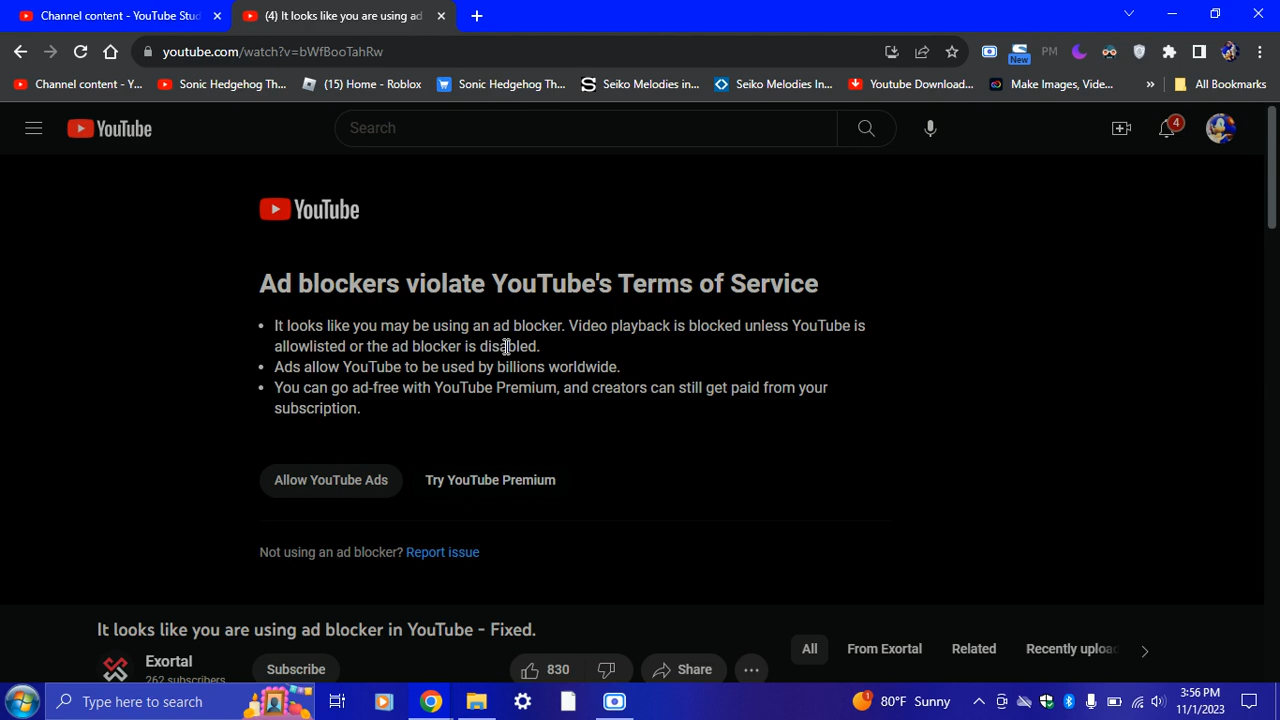 Channel content - YouTube Stud
(4) It looks like you are using ad
youtube.com/watch?v=bWfBooTahRw
New
PM
Channel content - Y...
Sonic Hedgehog Th...
(15) Home - Roblox
Sonic Hedgehog Th...
Seiko Melodies in...
Seiko Melodies In...
Youtube Download...
Make Images, Vide...
»
All Bookmarks
YouTube
Search
4
YouTube
Ad blockers violate YouTube's Terms of Service
• It looks like you may be using an ad blocker. Video playback is blocked unless YouTube is
allowlisted or the ad blocker is disabled.
• Ads allow YouTube to be used by billions worldwide.
• You can go ad-free with YouTube Premium, and creators can still get paid from your
subscription.
Allow YouTube Ads
Try YouTube Premium
Not using an ad blocker? Report issue
It looks like you are using ad blocker in YouTube - Fixed.
Exortal
262 subscribers
Subscribe
830
Share
All
From Exortal
Related
Recently uploa
Type here to search
80°F Sunny
3:56 PM
11/1/2023